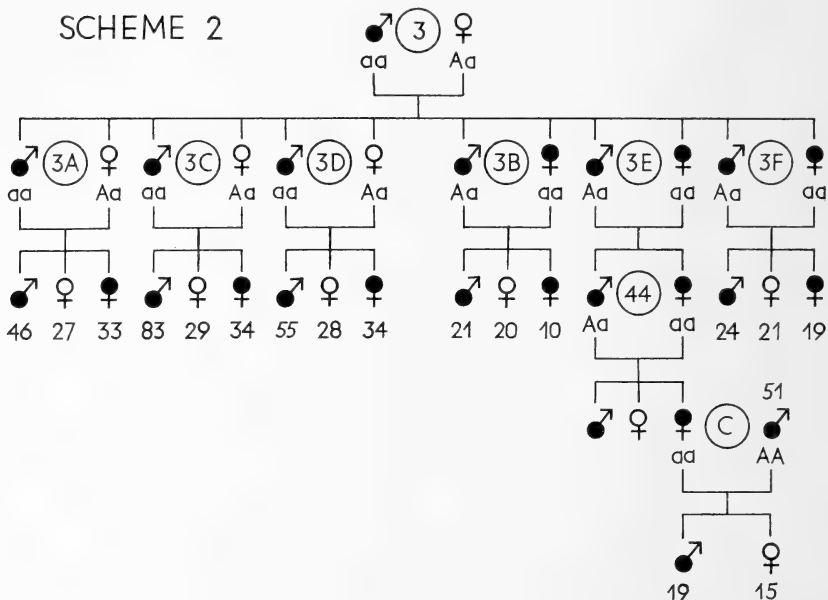 SCHEME 2
♂ 3 ♀
aa Aa
♂ 3A ♀ ♂ 3C ♀ ♂ 3D ♀ ♂ 3B ♀ ♂ 3E ♀ ♂ 3F ♀
aa Aa aa Aa aa Aa Aa aa Aa aa Aa aa
♂ ♀ ♀ ♂ ♀ ♀ ♂ ♀ ♀ ♂ ♀ ♀ ♂ 44 ♀ ♂ ♀ ♀
46 27 33 83 29 34 55 28 34 21 20 10 Aa aa 24 21 19
51
♂ ♀ ♀ C ♂
aa AA
♂ ♀
19 15